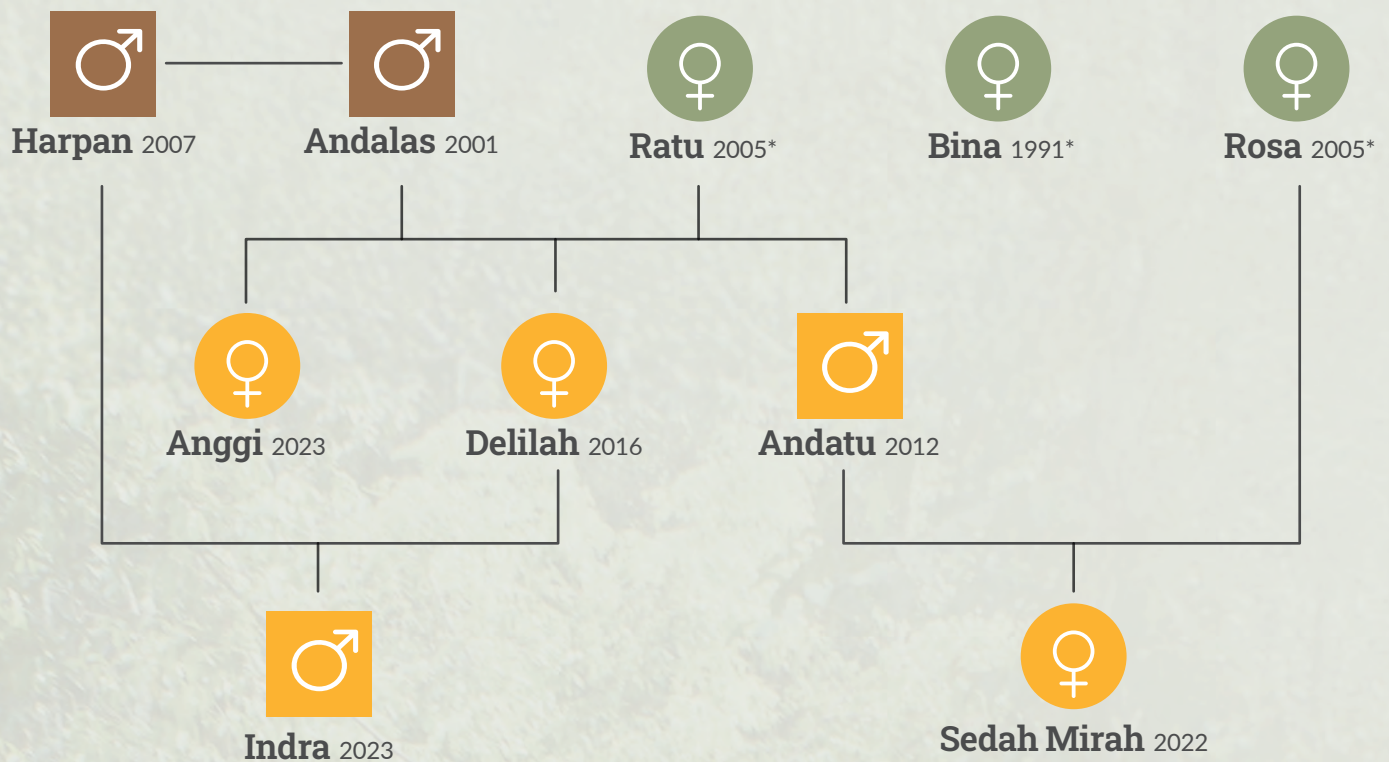 Harpan 2007
Andalas 2001
Ratu 2005*
Bina 1991*
Rosa 2005*
Anggi 2023
Delilah 2016
Andatu 2012
Indra 2023
Sedah Mirah 2022